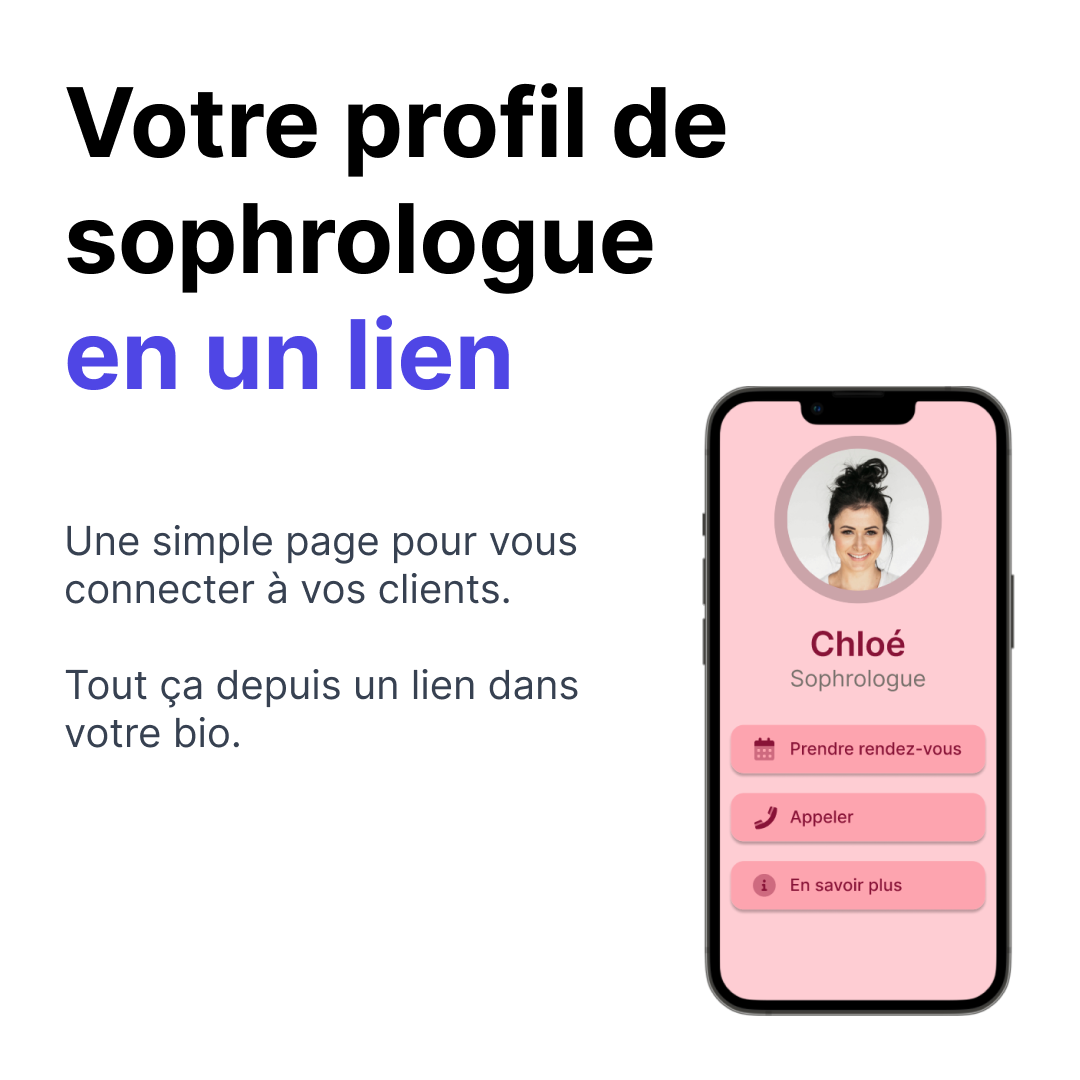 Votre profil de
sophrologue
en un lien
Une simple page pour vous
connecter à vos clients.
Tout ça depuis un lien dans
votre bio.
Chloé
Sophrologue
Prendre rendez-vous
Appeler
En savoir plus